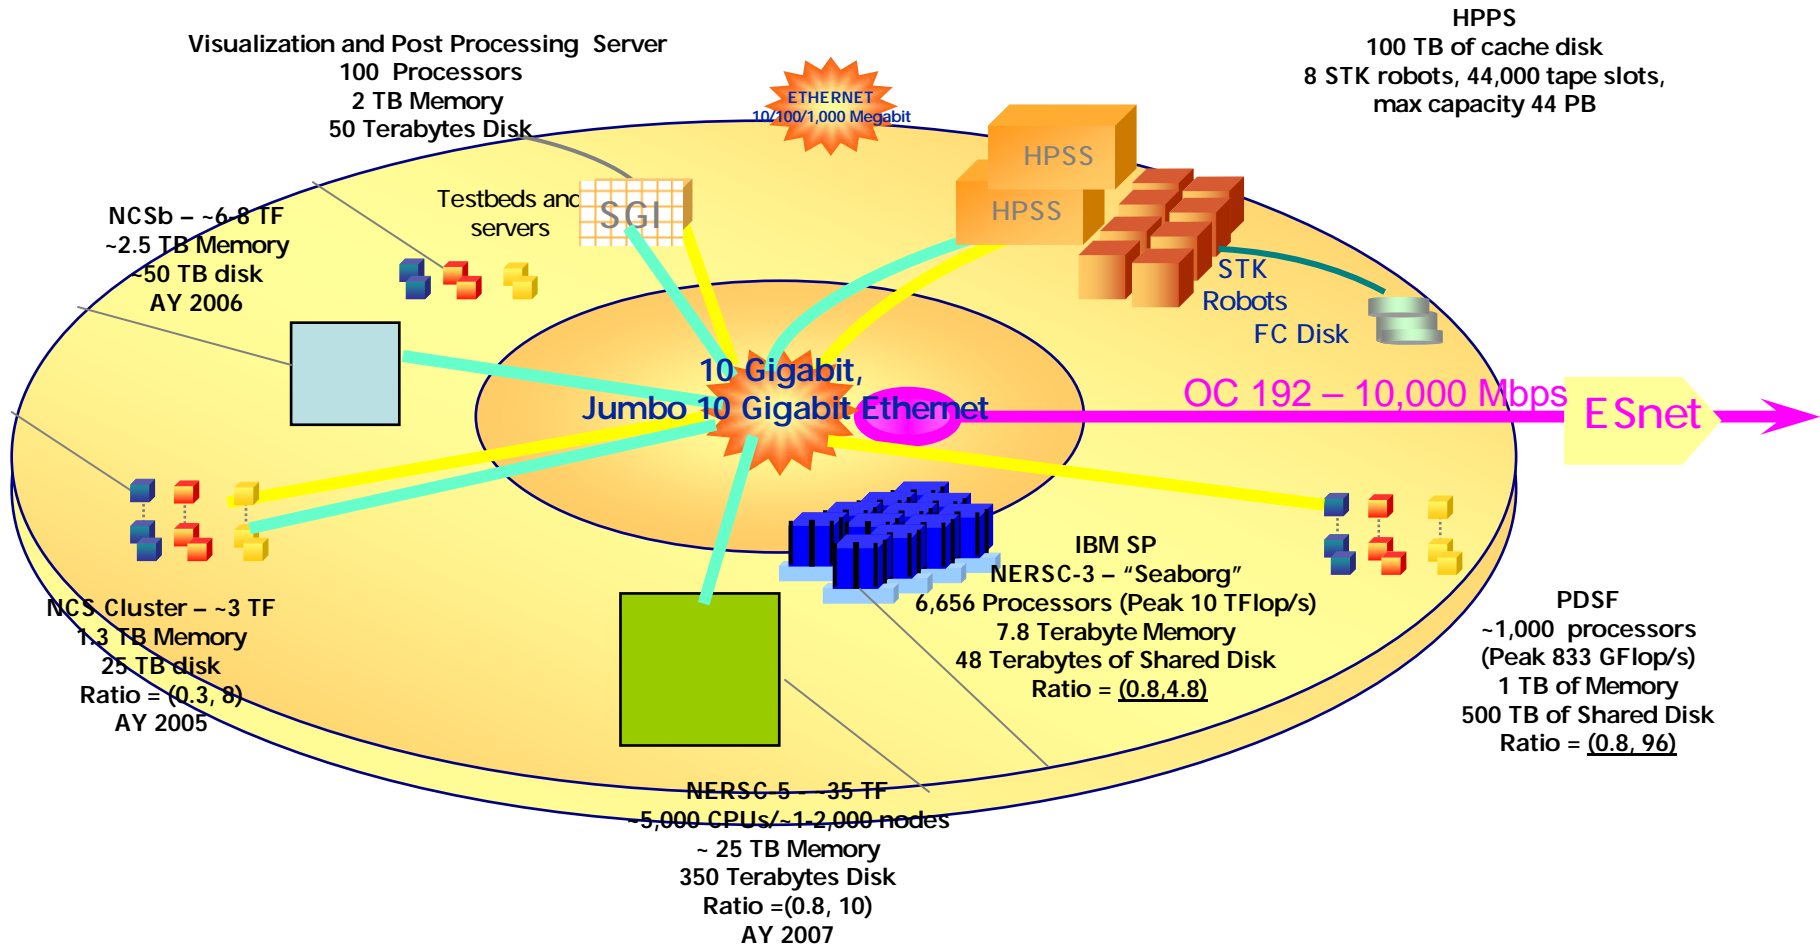 Visualization and Post Processing Server
100 Processors
2 TB Memory
50 Terabytes Disk
ETHERNET
10/100/1,000 Megabit
HPPS
100 TB of cache disk
8 STK robots, 44,000 tape slots,
max capacity 44 PB
HPSS
HPSS
Testbeds and
servers
SGI
NCSb – ~6-8 TF
~2.5 TB Memory
~50 TB disk
AY 2006
STK
Robots
FC Disk
10 Gigabit,
Jumbo 10 Gigabit Ethernet
OC 192 – 10,000 Mbps
ESnet
IBM SP
NERSC-3 – “Seaborg”
6,656 Processors (Peak 10 TFlop/s)
7.8 Terabyte Memory
48 Terabytes of Shared Disk
Ratio = (0.8,4.8)
NCS Cluster – ~3 TF
1.3 TB Memory
25 TB disk
Ratio = (0.3, 8)
AY 2005
PDSF
~1,000 processors
(Peak 833 GFlop/s)
1 TB of Memory
500 TB of Shared Disk
Ratio = (0.8, 96)
NERSC-5 - ~35 TF
~5,000 CPUs/~1-2,000 nodes
~ 25 TB Memory
350 Terabytes Disk
Ratio =(0.8, 10)
AY 2007